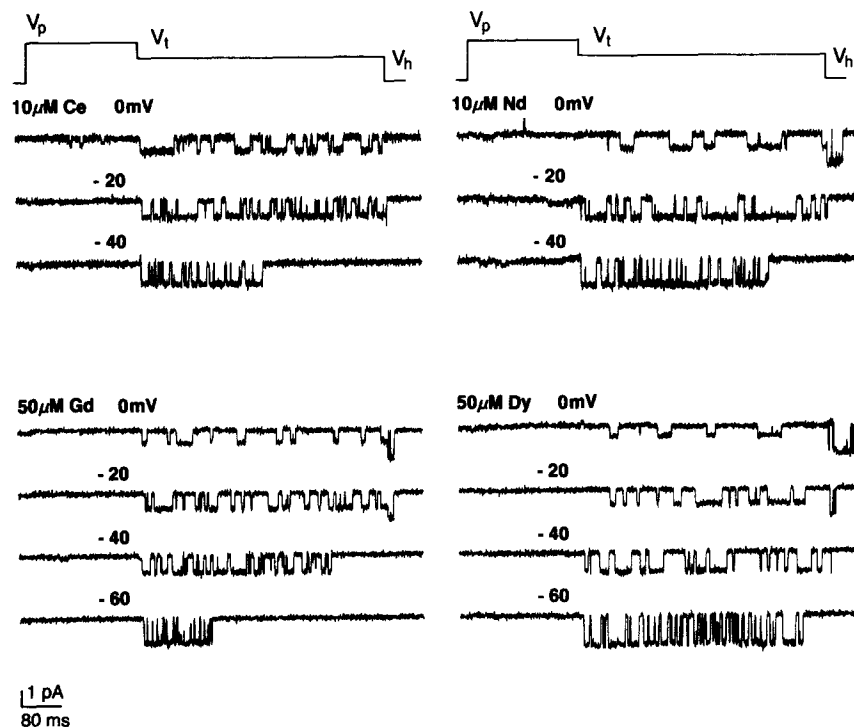 Vp
Vt
Vh
10μM Ce 0mV
- 20
- 40
Vp
Vt
Vh
10μM Nd 0mV
- 20
- 40
50μM Gd 0mV
- 20
- 40
- 60
50μM Dy 0mV
- 20
- 40
- 60
1 pA
80 ms